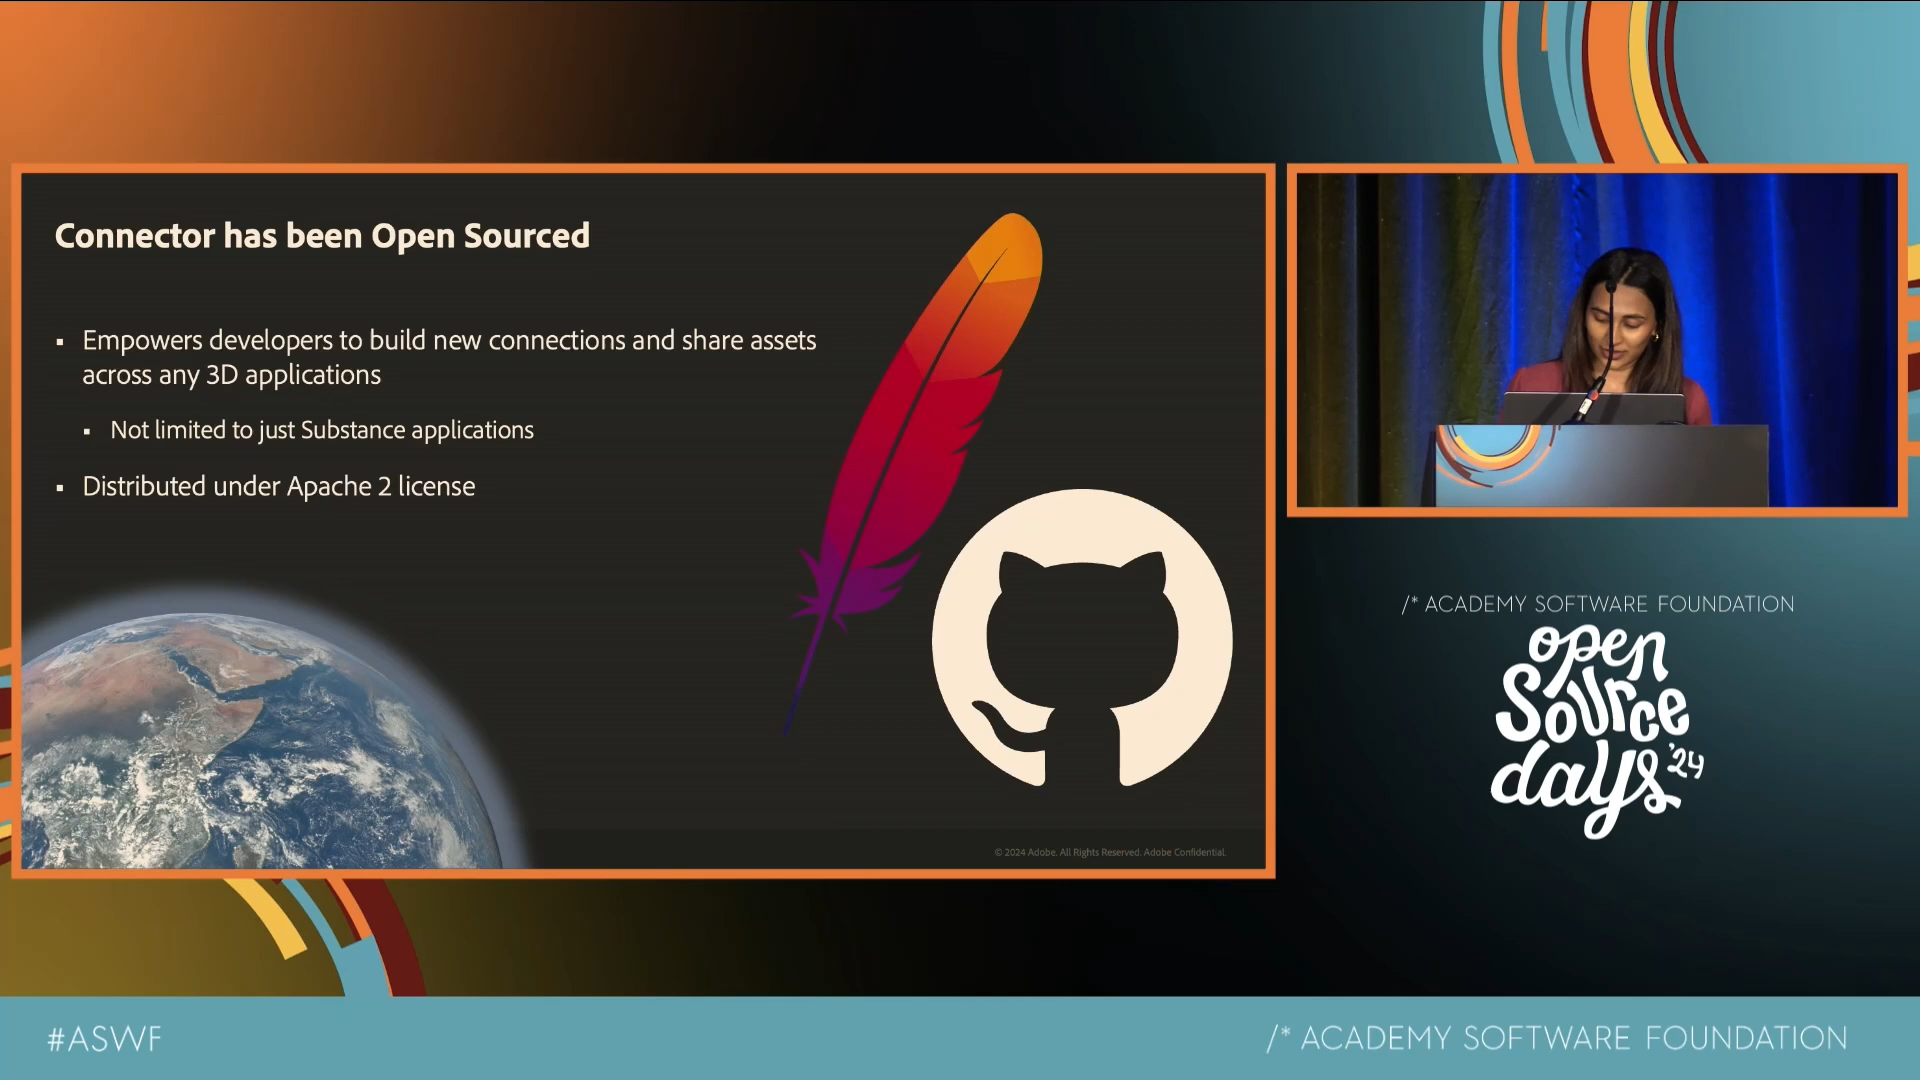 Connector has been Open Sourced
▪ Empowers developers to build new connections and share assets
across any 3D applications
▪ Not limited to just Substance applications
▪ Distributed under Apache 2 license
© 2024 Adobe. All Rights Reserved. Adobe Confidential.
/* ACADEMY SOFTWARE FOUNDATION
open
Source
days '24
#ASWF
/* ACADEMY SOFTWARE FOUNDATION